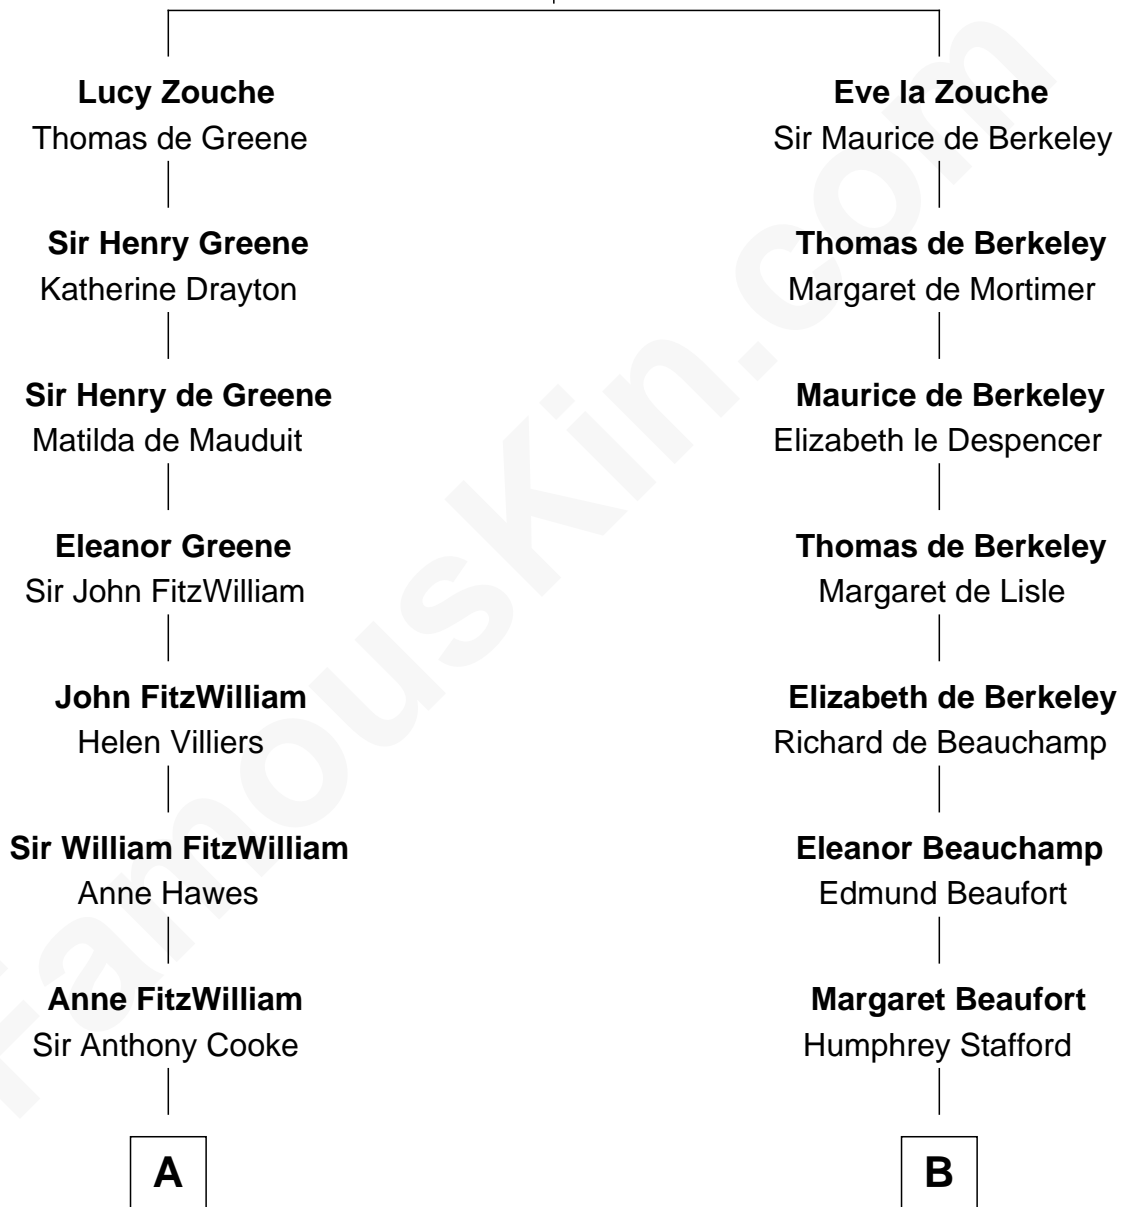 Lucy Zouche
Thomas de Greene
Eve la Zouche
Sir Maurice de Berkeley
Sir Henry Greene
Katherine Drayton
Thomas de Berkeley
Margaret de Mortimer
Sir Henry de Greene
Matilda de Mauduit
Maurice de Berkeley
Elizabeth le Despencer
Eleanor Greene
Sir John FitzWilliam
Thomas de Berkeley
Margaret de Lisle
John FitzWilliam
Helen Villiers
Elizabeth de Berkeley
Richard de Beauchamp
Sir William FitzWilliam
Anne Hawes
Eleanor Beauchamp
Edmund Beaufort
Anne FitzWilliam
Sir Anthony Cooke
Margaret Beaufort
Humphrey Stafford
A
B
FamousKin.com